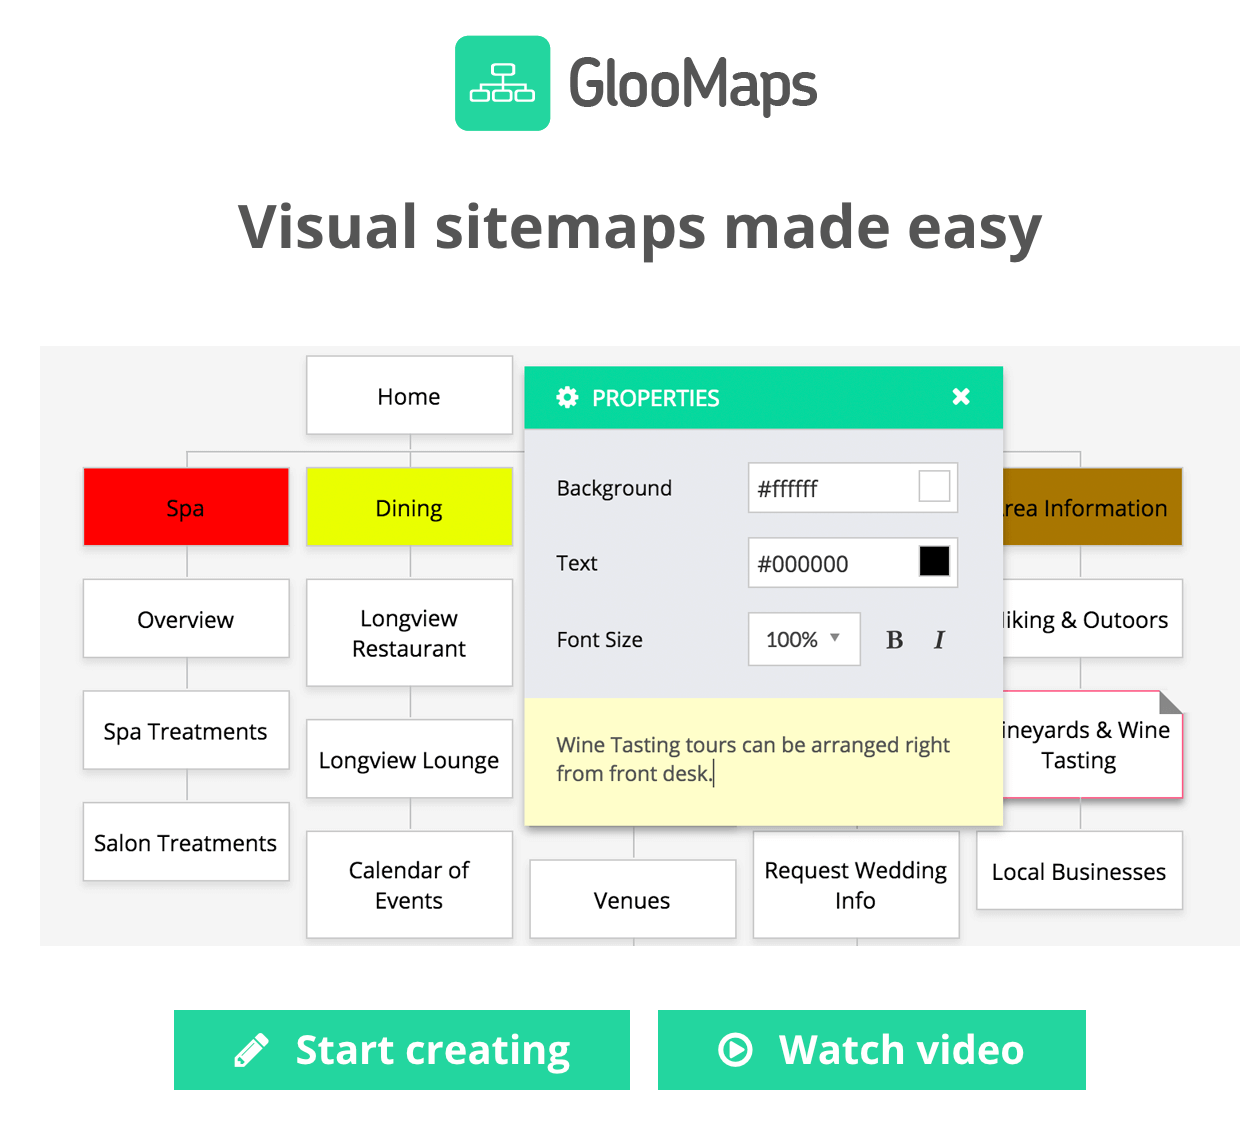 GlooMaps
Visual sitemaps made easy
Home
PROPERTIES
Background
#ffffff
Text
#000000
Font Size
100%
B
I
Wine Tasting tours can be arranged right
from front desk.
Spa
Dining
rea Information
Overview
Longview
Restaurant
iking & Outoors
Spa Treatments
Longview Lounge
ineyards & Wine
Tasting
Salon Treatments
Calendar of
Events
Venues
Request Wedding
Info
Local Businesses
Start creating
Watch video